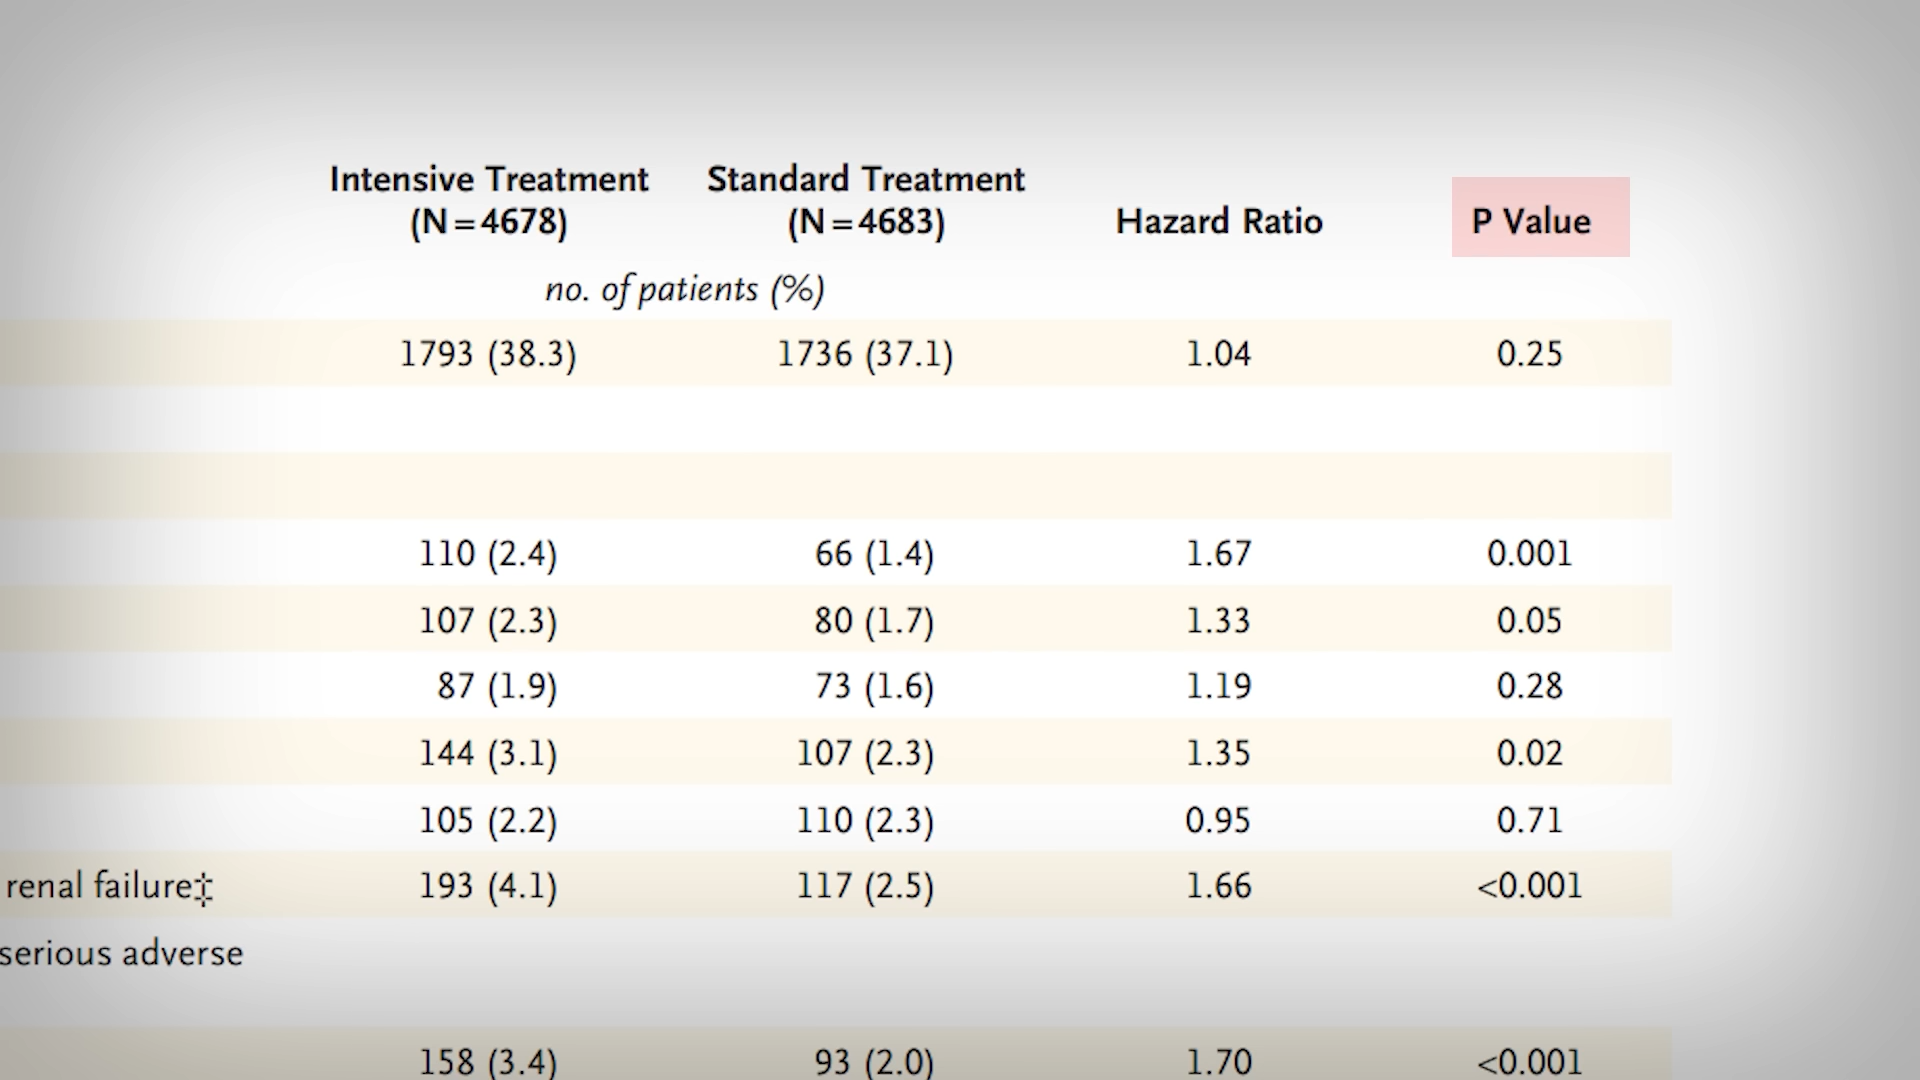 Intensive Treatment Standard Treatment
(N = 4678) (N = 4683) Hazard Ratio P Value
no. of patients (%)
1793 (38.3) 1736 (37.1) 1.04 0.25
110 (2.4) 66 (1.4) 1.67 0.001
107 (2.3) 80 (1.7) 1.33 0.05
87 (1.9) 73 (1.6) 1.19 0.28
144 (3.1) 107 (2.3) 1.35 0.02
105 (2.2) 110 (2.3) 0.95 0.71
renal failure‡ 193 (4.1) 117 (2.5) 1.66 <0.001
serious adverse
158 (3.4) 93 (2.0) 1.70 <0.001